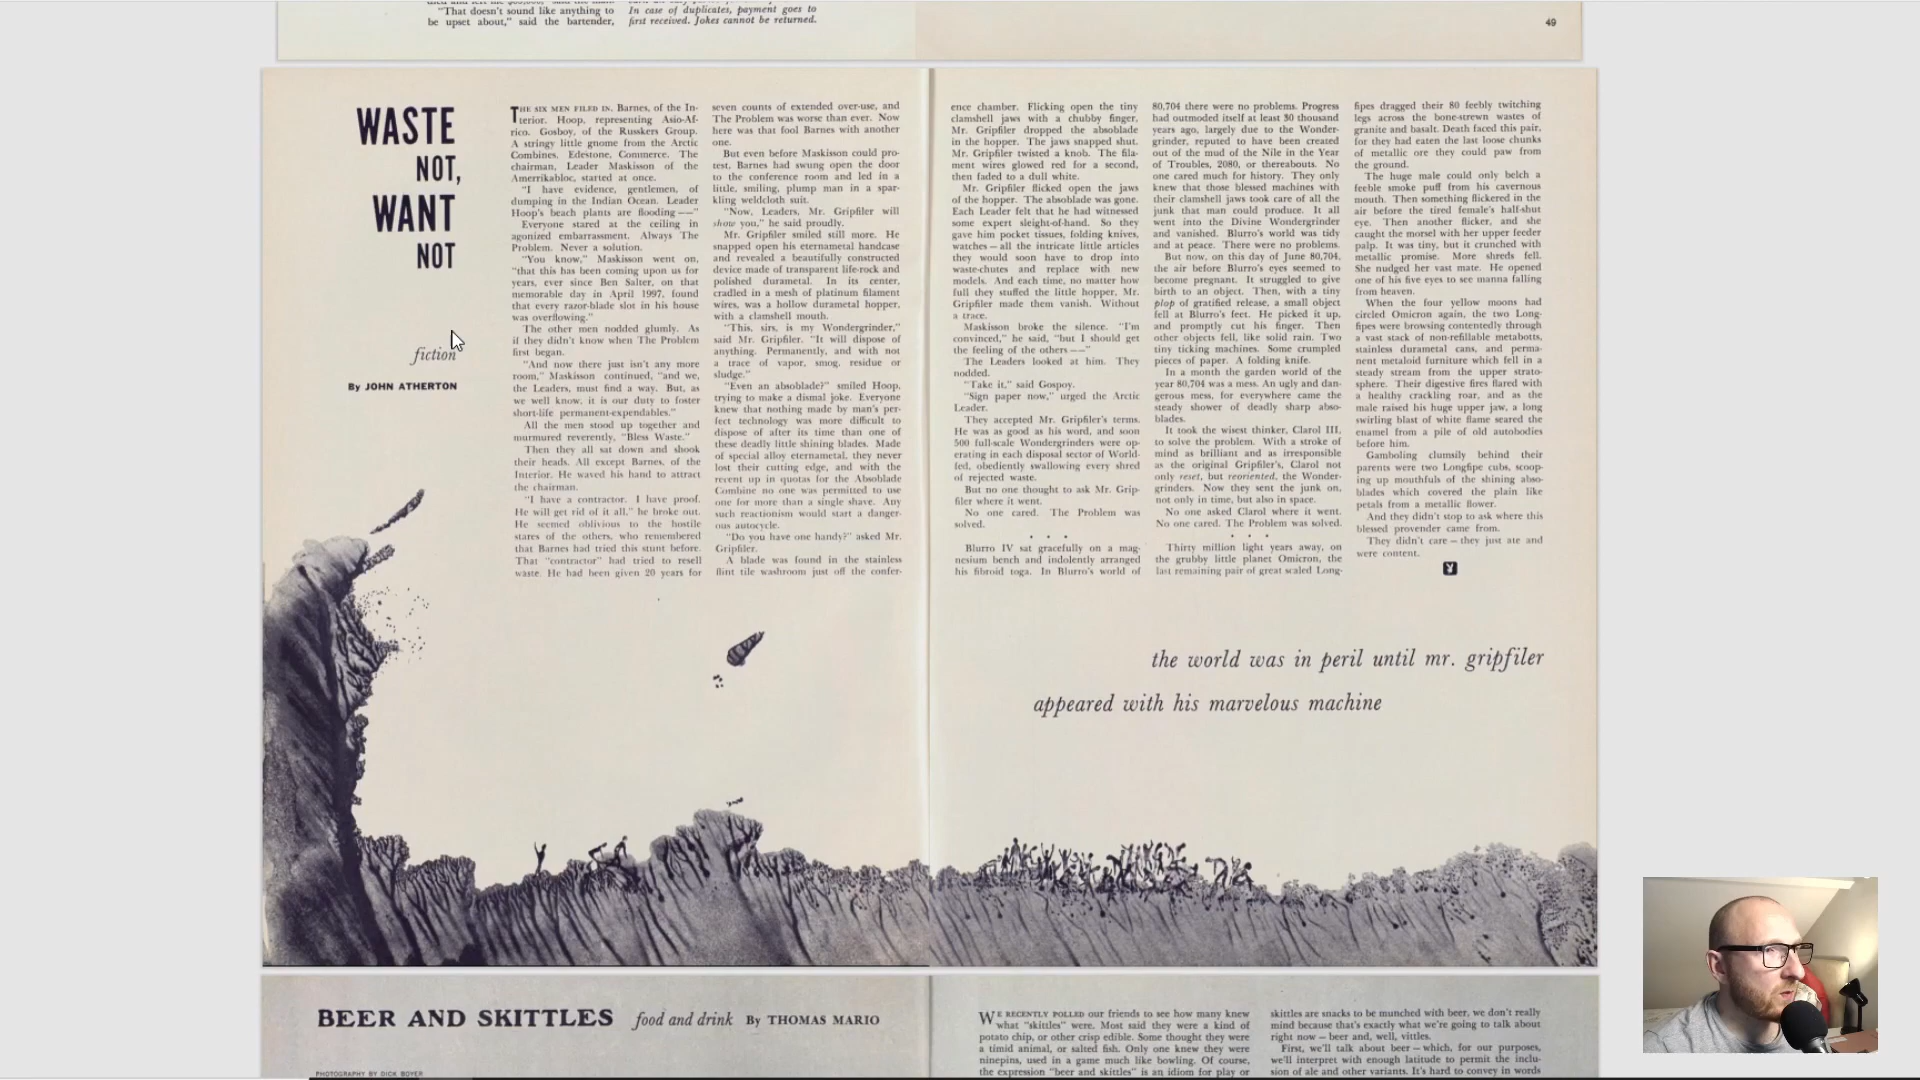 "That doesn't sound like anything to
be upset about," said the bartender,
In case of duplicates, payment goes to
first received. Jokes cannot be returned.
49
WASTE
NOT,
WANT
NOT
fiction
By JOHN ATHERTON
THE SIX MEN FILED IN. Barnes, of the In-
terior. Hoop, representing Asio-Af-
rico. Gosboy, of the Russkers Group.
A stringy little gnome from the Arctic
Combines. Edestone, Commerce. The
chairman, Leader Maskisson of the
Amerrikabloc, started at once.
"I have evidence, gentlemen, of
dumping in the Indian Ocean. Leader
Hoop's beach plants are flooding——"
Everyone stared at the ceiling in
agonized embarrassment. Always The
Problem. Never a solution.
"You know," Maskisson went on,
"that this has been coming upon us for
years, ever since Ben Salter, on that
memorable day in April 1997, found
that every razor-blade slot in his house
was overflowing."
The other men nodded glumly. As
if they didn't know when The Problem
first began.
"And now there just isn't any more
room," Maskisson continued, "and we,
the Leaders, must find a way. But, as
we well know, it is our duty to foster
short-life permanent-expendables."
All the men stood up together and
murmured reverently, "Bless Waste."
Then they all sat down and shook
their heads. All except Barnes, of the
Interior. He waved his hand to attract
the chairman.
"I have a contractor. I have proof.
He will get rid of it all," he broke out.
He seemed oblivious to the hostile
stares of the others, who remembered
that Barnes had tried this stunt before.
That "contractor" had tried to resell
waste. He had been given 20 years for
seven counts of extended over-use, and
The Problem was worse than ever. Now
here was that fool Barnes with another
one.
But even before Maskisson could pro-
test, Barnes had swung open the door
to the conference room and led in a
little, smiling, plump man in a spar-
kling weldcloth suit.
"Now, Leaders, Mr. Gripfiler will
show you," he said proudly.
Mr. Gripfiler smiled still more. He
snapped open his eternametal handcase
and revealed a beautifully constructed
device made of transparent life-rock and
polished durametal. In its center,
cradled in a mesh of platinum filament
wires, was a hollow durametal hopper,
with a clamshell mouth.
"This, sirs, is my Wondergrinder,"
said Mr. Gripfiler. "It will dispose of
anything. Permanently, and with not
a trace of vapor, smog, residue or
sludge."
"Even an absoblade?" smiled Hoop,
trying to make a dismal joke. Everyone
knew that nothing made by man's per-
fect technology was more difficult to
dispose of after its time than one of
these deadly little shining blades. Made
of special alloy eternametal, they never
lost their cutting edge, and with the
recent up in quotas for the Absoblade
Combine no one was permitted to use
one for more than a single shave. Any
such reactionism would start a danger-
ous autocycle.
"Do you have one handy?" asked Mr.
Gripfiler.
A blade was found in the stainless
flint tile washroom just off the confer-
ence chamber. Flicking open the tiny
clamshell jaws with a chubby finger,
Mr. Gripfiler dropped the absoblade
in the hopper. The jaws snapped shut.
Mr. Gripfiler twisted a knob. The fila-
ment wires glowed red for a second,
then faded to a dull white.
Mr. Gripfiler flicked open the jaws
of the hopper. The absoblade was gone.
Each Leader felt that he had witnessed
some expert sleight-of-hand. So they
gave him pocket tissues, folding knives,
watches—all the intricate little articles
they would soon have to drop into
waste-chutes and replace with new
models. And each time, no matter how
full they stuffed the little hopper, Mr.
Gripfiler made them vanish. Without
a trace.
Maskisson broke the silence. "I'm
convinced," he said, "but I should get
the feeling of the others——"
The Leaders looked at him. They
nodded.
"Take it," said Gospoy.
"Sign paper now," urged the Arctic
Leader.
They accepted Mr. Gripfiler's terms.
He was as good as his word, and soon
500 full-scale Wondergrinders were op-
erating in each disposal sector of World-
fed, obediently swallowing every shred
of rejected waste.
But no one thought to ask Mr. Grip-
filer where it went.
No one cared. The Problem was
solved.
. . .
Blurro IV sat gracefully on a mag-
nesium bench and indolently arranged
his fibroid toga. In Blurro's world of
80,704 there were no problems. Progress
had outmoded itself at least 30 thousand
years ago, largely due to the Wonder-
grinder, reputed to have been created
out of the mud of the Nile in the Year
of Troubles, 2080, or thereabouts. No
one cared much for history. They only
knew that those blessed machines with
their clamshell jaws took care of all the
junk that man could produce. It all
went into the Divine Wondergrinder
and vanished. Blurro's world was tidy
and at peace. There were no problems.
But now, on this day of June 80,704,
the air before Blurro's eyes seemed to
become pregnant. It struggled to give
birth to an object. Then, with a tiny
plop of gratified release, a small object
fell at Blurro's feet. He picked it up,
and promptly cut his finger. Then
other objects fell, like solid rain. Two
tiny ticking machines. Some crumpled
pieces of paper. A folding knife.
In a month the garden world of the
year 80,704 was a mess. An ugly and dan-
gerous mess, for everywhere came the
steady shower of deadly sharp abso-
blades.
It took the wisest thinker, Clarol III,
to solve the problem. With a stroke of
mind as brilliant and as irresponsible
as the original Gripfiler's, Clarol not
only reset, but reoriented, the Wonder-
grinders. Now they sent the junk on,
not only in time, but also in space.
No one asked Clarol where it went.
No one cared. The Problem was solved.
. . .
Thirty million light years away, on
the grubby little planet Omicron, the
last remaining pair of great scaled Long-
fipes dragged their 80 feebly twitching
legs across the bone-strewn wastes of
granite and basalt. Death faced this pair,
for they had eaten the last loose chunks
of metallic ore they could paw from
the ground.
The huge male could only belch a
feeble smoke puff from his cavernous
mouth. Then something flickered in the
air before the tired female's half-shut
eye. Then another flicker, and she
caught the morsel with her upper feeder
palp. It was tiny, but it crunched with
metallic promise. More shreds fell.
She nudged her vast mate. He opened
one of his five eyes to see manna falling
from heaven.
When the four yellow moons had
circled Omicron again, the two Long-
fipes were browsing contentedly through
a vast stack of non-refillable metabotts,
stainless durametal cans, and perma-
nent metaloid furniture which fell in a
steady stream from the upper strato-
sphere. Their digestive fires flared with
a healthy crackling roar, and as the
male raised his huge upper jaw, a long
swirling blast of white flame seared the
enamel from a pile of old autobodies
before him.
Gamboling clumsily behind their
parents were two Longfipe cubs, scoop-
ing up mouthfuls of the shining abso-
blades which covered the plain like
petals from a metallic flower.
And they didn't stop to ask where this
blessed provender came from.
They didn't care—they just ate and
were content.
the world was in peril until mr. gripfiler
appeared with his marvelous machine
BEER AND SKITTLES food and drink By THOMAS MARIO
PHOTOGRAPHY BY DICK BOYER
WE RECENTLY POLLED our friends to see how many knew
what "skittles" were. Most said they were a kind of
potato chip, or other crisp edible. Some thought they were
a timid animal, or salted fish. Only one knew they were
ninepins, used in a game much like bowling. Of course,
the expression "beer and skittles" is an idiom for play or
skittles are snacks to be munched with beer, we don't really
mind because that's exactly what we're going to talk about
right now—beer and, well, vittles.
First, we'll talk about beer—which, for our purposes,
we'll interpret with enough latitude to permit the inclu-
sion of ale and other variants. It's hard to convey in words